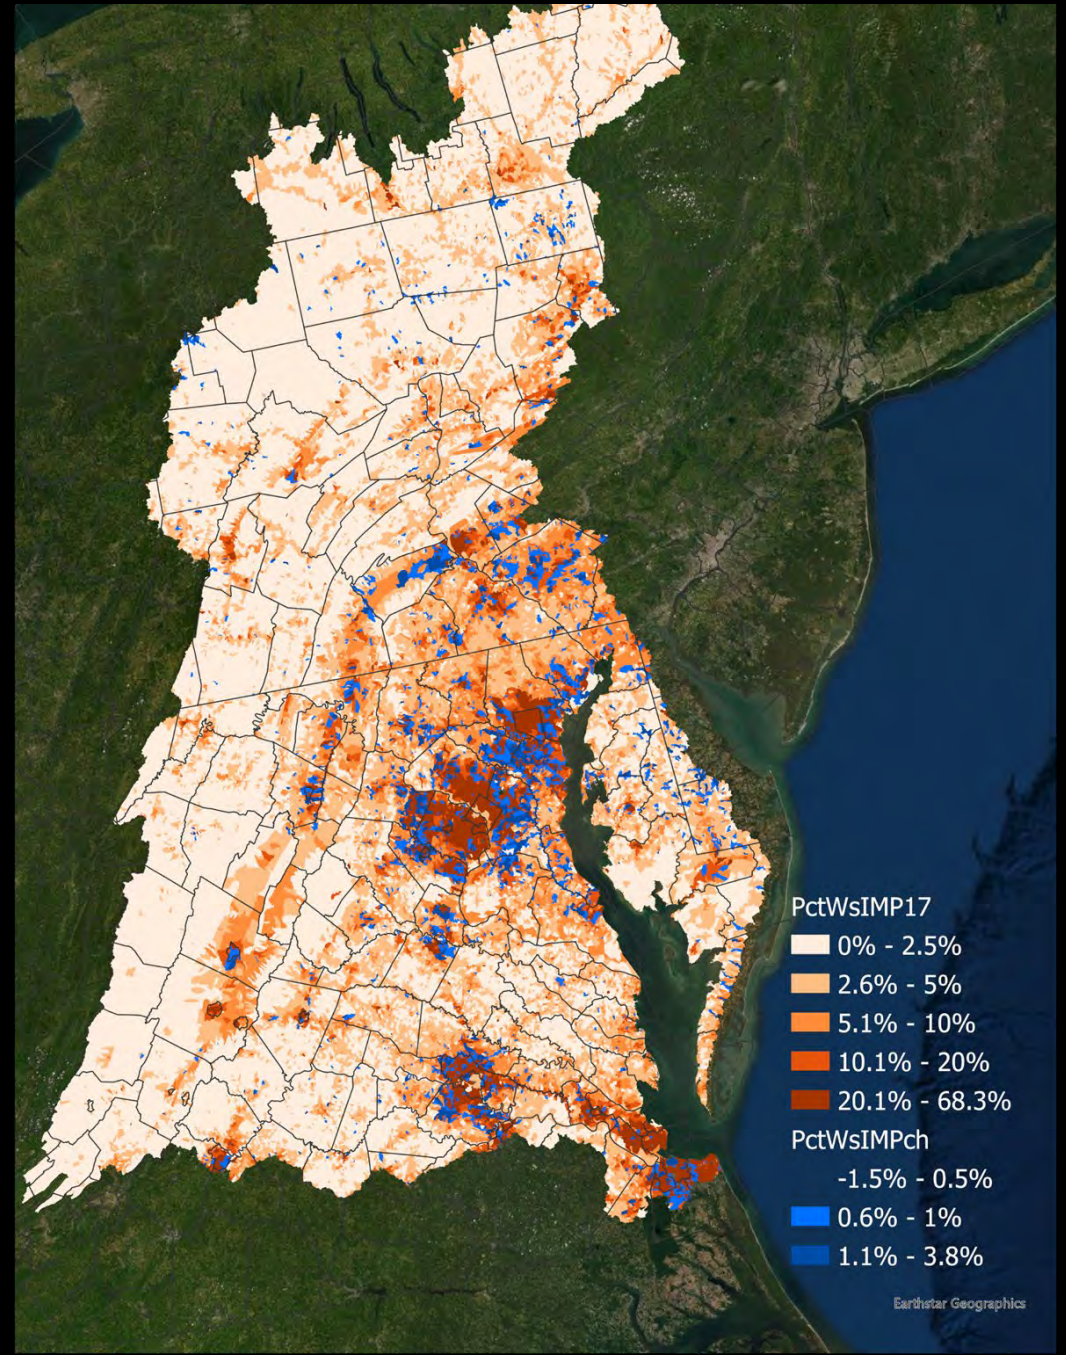 PctWsIMP17
0% - 2.5%
2.6% - 5%
5.1% - 10%
10.1% - 20%
20.1% - 68.3%
PctWsIMPch
-1.5% - 0.5%
0.6% - 1%
1.1% - 3.8%
Earthstar Geographics